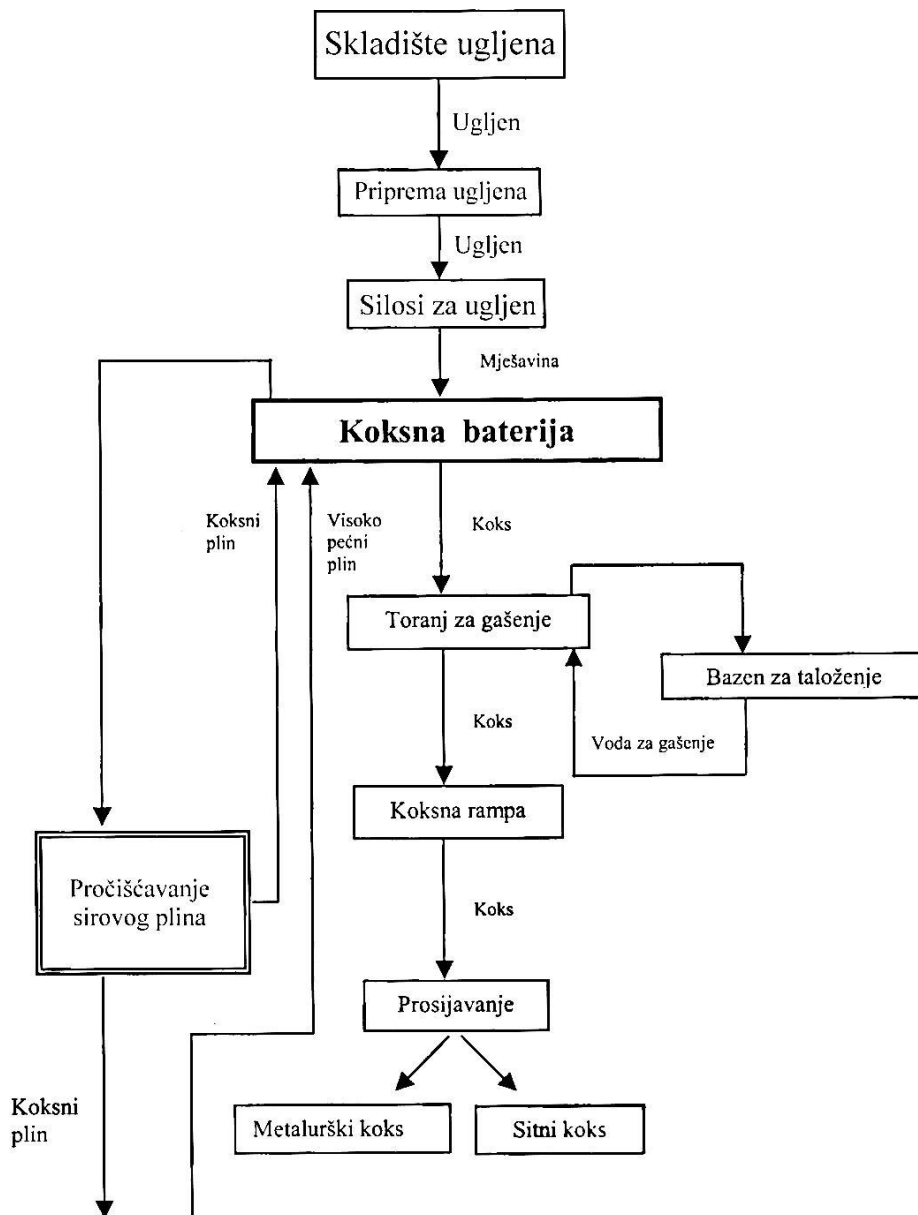 Skladište ugljena
Ugljen
Priprema ugljena
Ugljen
Silosi za ugljen
Mješavina
Koksna baterija
Koksni
plin
Visoko
pećni
plin
Koks
Toranj za gašenje
Bazen za taloženje
Koks
Voda za gašenje
Koksna rampa
Pročišćavanje
sirovog plina
Koks
Prosijavanje
Koksni
plin
Metalurški koks
Sitni koks